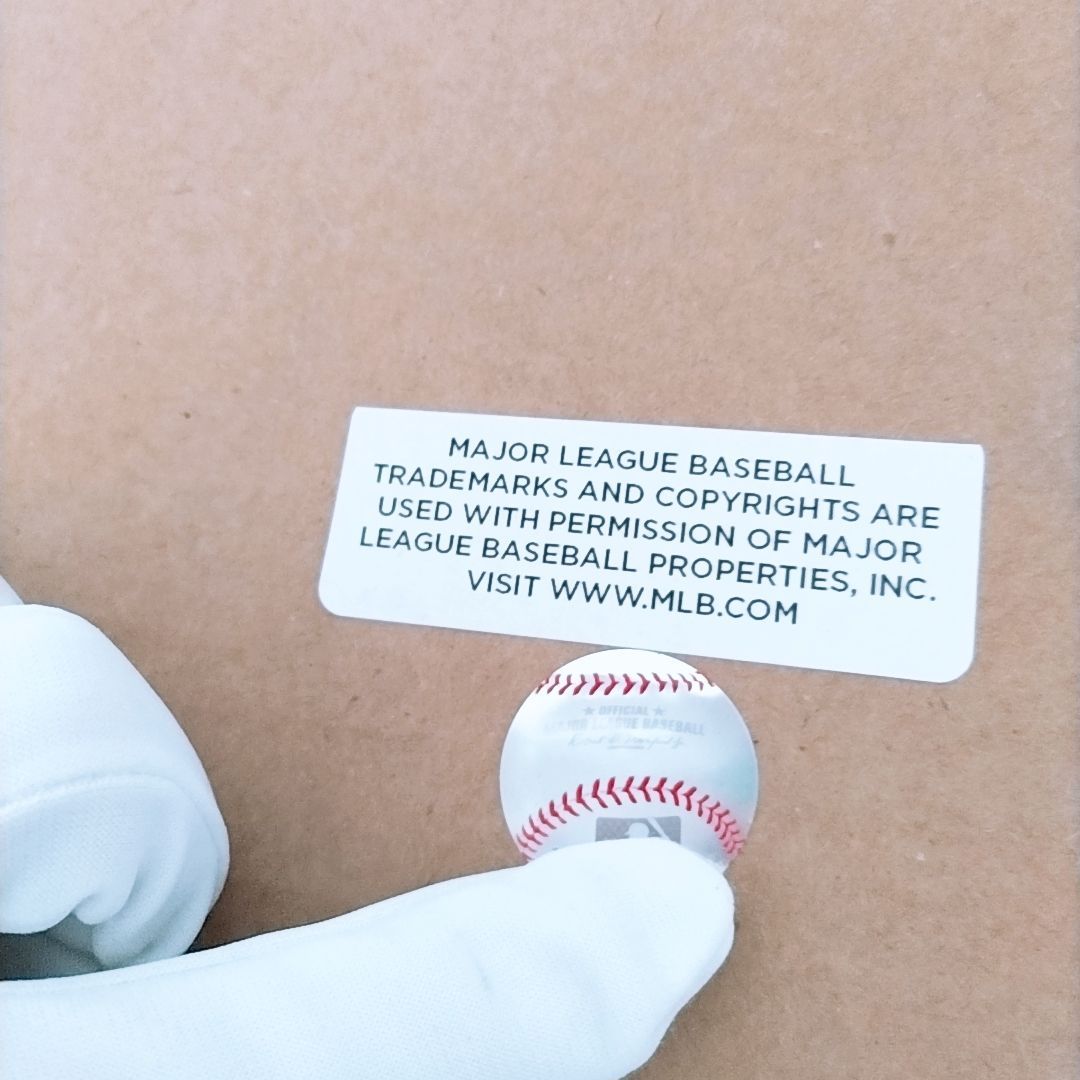 MAJOR LEAGUE BASEBALL
TRADEMARKS AND COPYRIGHTS ARE
USED WITH PERMISSION OF MAJOR
LEAGUE BASEBALL PROPERTIES, INC.
VISIT WWW.MLB.COM
★ OFFICIAL ★
MAJOR LEAGUE BASEBALL